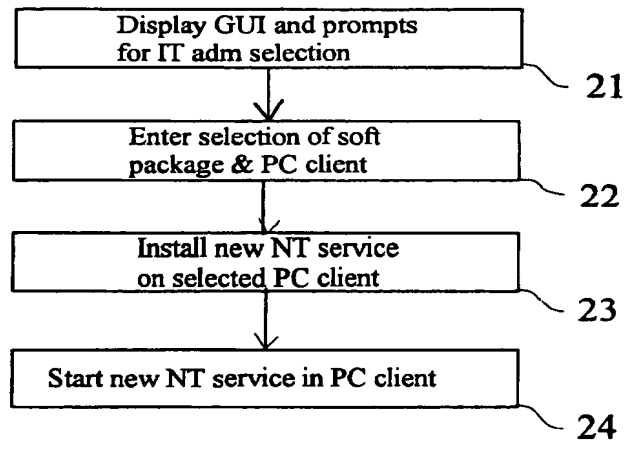 Display GUI and prompts
for IT adm selection
21
Enter selection of soft
package & PC client
22
Install new NT service
on selected PC client
23
Start new NT service in PC client
24